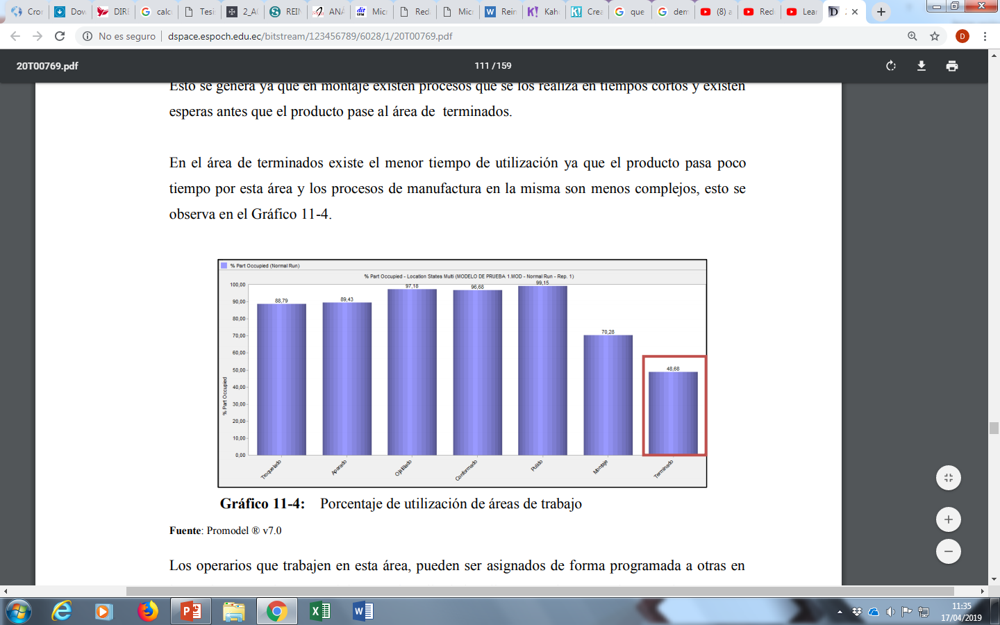 Cror
Dow
DIRE
calc
Tesi
2_A
REIN
ANÁ
Micr
Red
Micr
Rein
Kah
Crea
que
dem
(8) a
Red
Lear
No es seguro | dspace.espoch.edu.ec/bitstream/123456789/6028/1/20T00769.pdf
D
20T00769.pdf
111 / 159
Esto se genera ya que en montaje existen procesos que se los realiza en tiempos cortos y existen
esperas antes que el producto pase al área de terminados.
En el área de terminados existe el menor tiempo de utilización ya que el producto pasa poco
tiempo por esta área y los procesos de manufactura en la misma son menos complejos, esto se
observa en el Gráfico 11-4.
% Part Occupied (Normal Run)
% Part Occupied - Location States Multi (MODELO DE PRUEBA 1.MOD - Normal Run - Rep. 1)
% Part Occupied
100,00
90,00
80,00
70,00
60,00
50,00
40,00
30,00
20,00
10,00
0,00
88,79
89,43
97,18
96,68
99,15
70,28
48,68
Troquelado
Aparado
Ojalillado
Conformado
Pulido
Montaje
Terminado
Gráfico 11-4: Porcentaje de utilización de áreas de trabajo
Fuente: Promodel ® v7.0
Los operarios que trabajen en esta área, pueden ser asignados de forma programada a otras en
11:35
17/04/2019